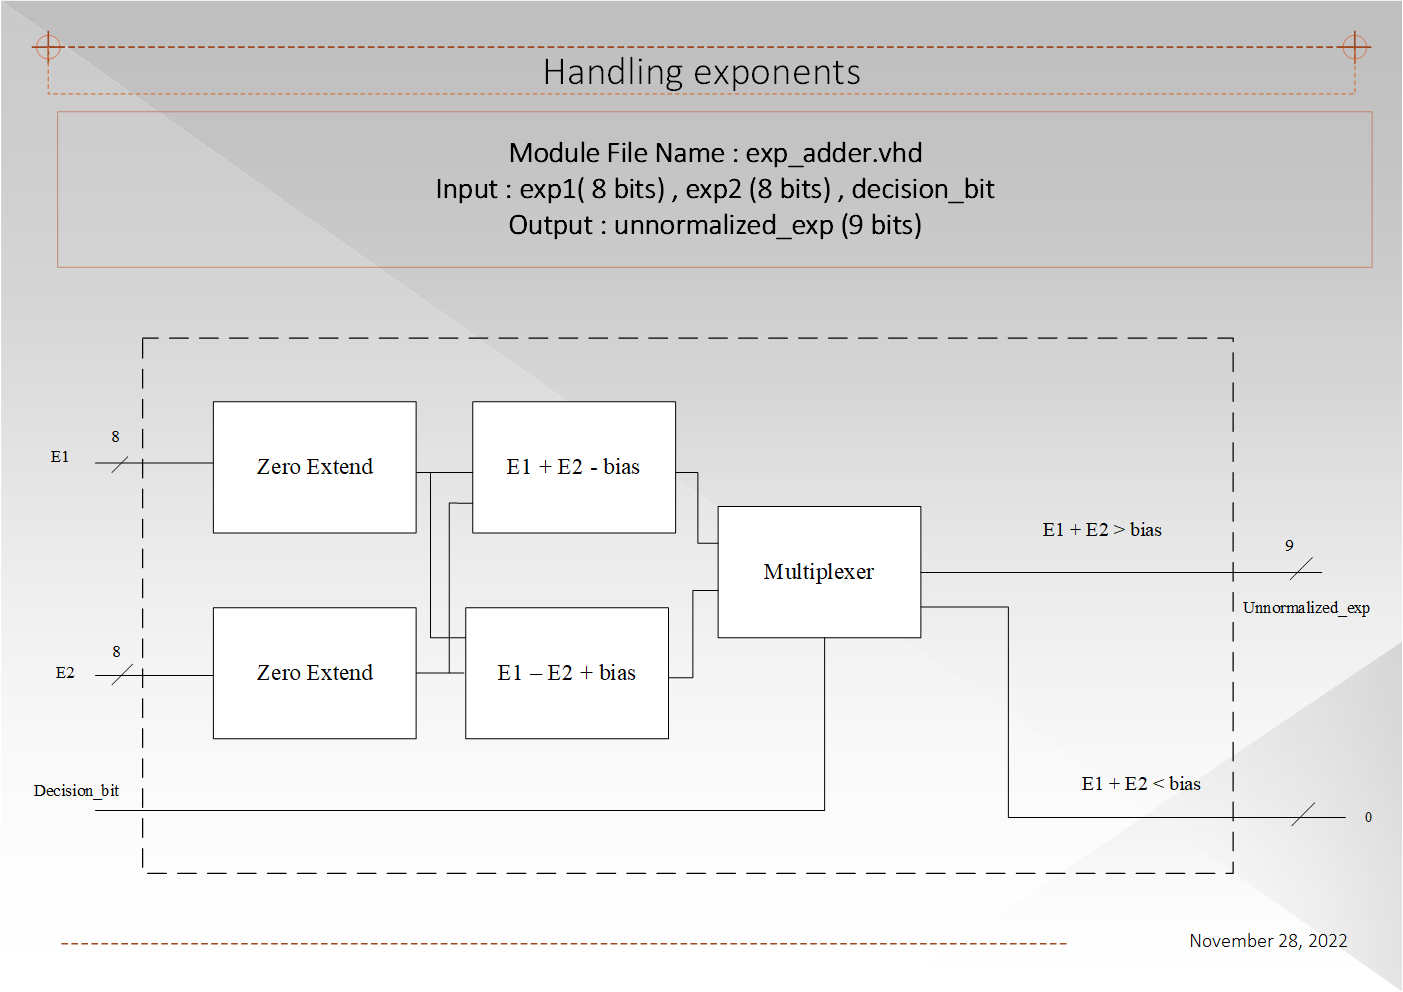 Handling exponents
Module File Name : exp_adder.vhd
Input : exp1( 8 bits) , exp2 (8 bits) , decision_bit
Output : unnormalized_exp (9 bits)
8
E1
Zero Extend
E1 + E2 - bias
E1 + E2 > bias
9
Multiplexer
Unnormalized_exp
8
E2
Zero Extend
E1 – E2 + bias
Decision_bit
E1 + E2 < bias
0
November 28, 2022